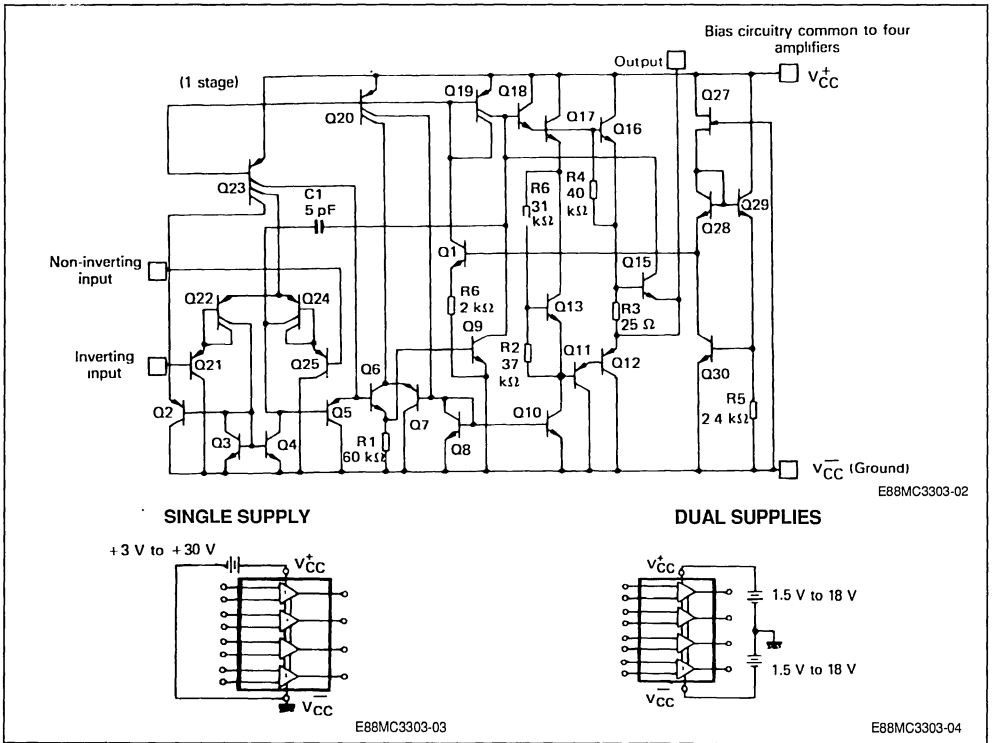 Bias circuitry common to four
amplifiers
Output
V+CC
(1 stage)
Q19
Q18
Q27
Q20
Q17
Q16
Q23
C1
5 pF
R6
31
kΩ
R4
40
kΩ
Q28
Q29
Non-inverting
input
Q1
Q15
Q22
Q24
R6
2 kΩ
Q13
R3
25 Ω
Inverting
input
Q21
Q25
Q9
R2
37
kΩ
Q11
Q12
Q30
Q6
Q2
Q5
Q7
Q10
R5
2 4 kΩ
Q3
Q4
R1
60 kΩ
Q8
V−CC (Ground)
E88MC3303-02
SINGLE SUPPLY
DUAL SUPPLIES
+3 V to +30 V
V+CC
V+CC
1.5 V to 18 V
1.5 V to 18 V
V−CC
V−CC
E88MC3303-03
E88MC3303-04